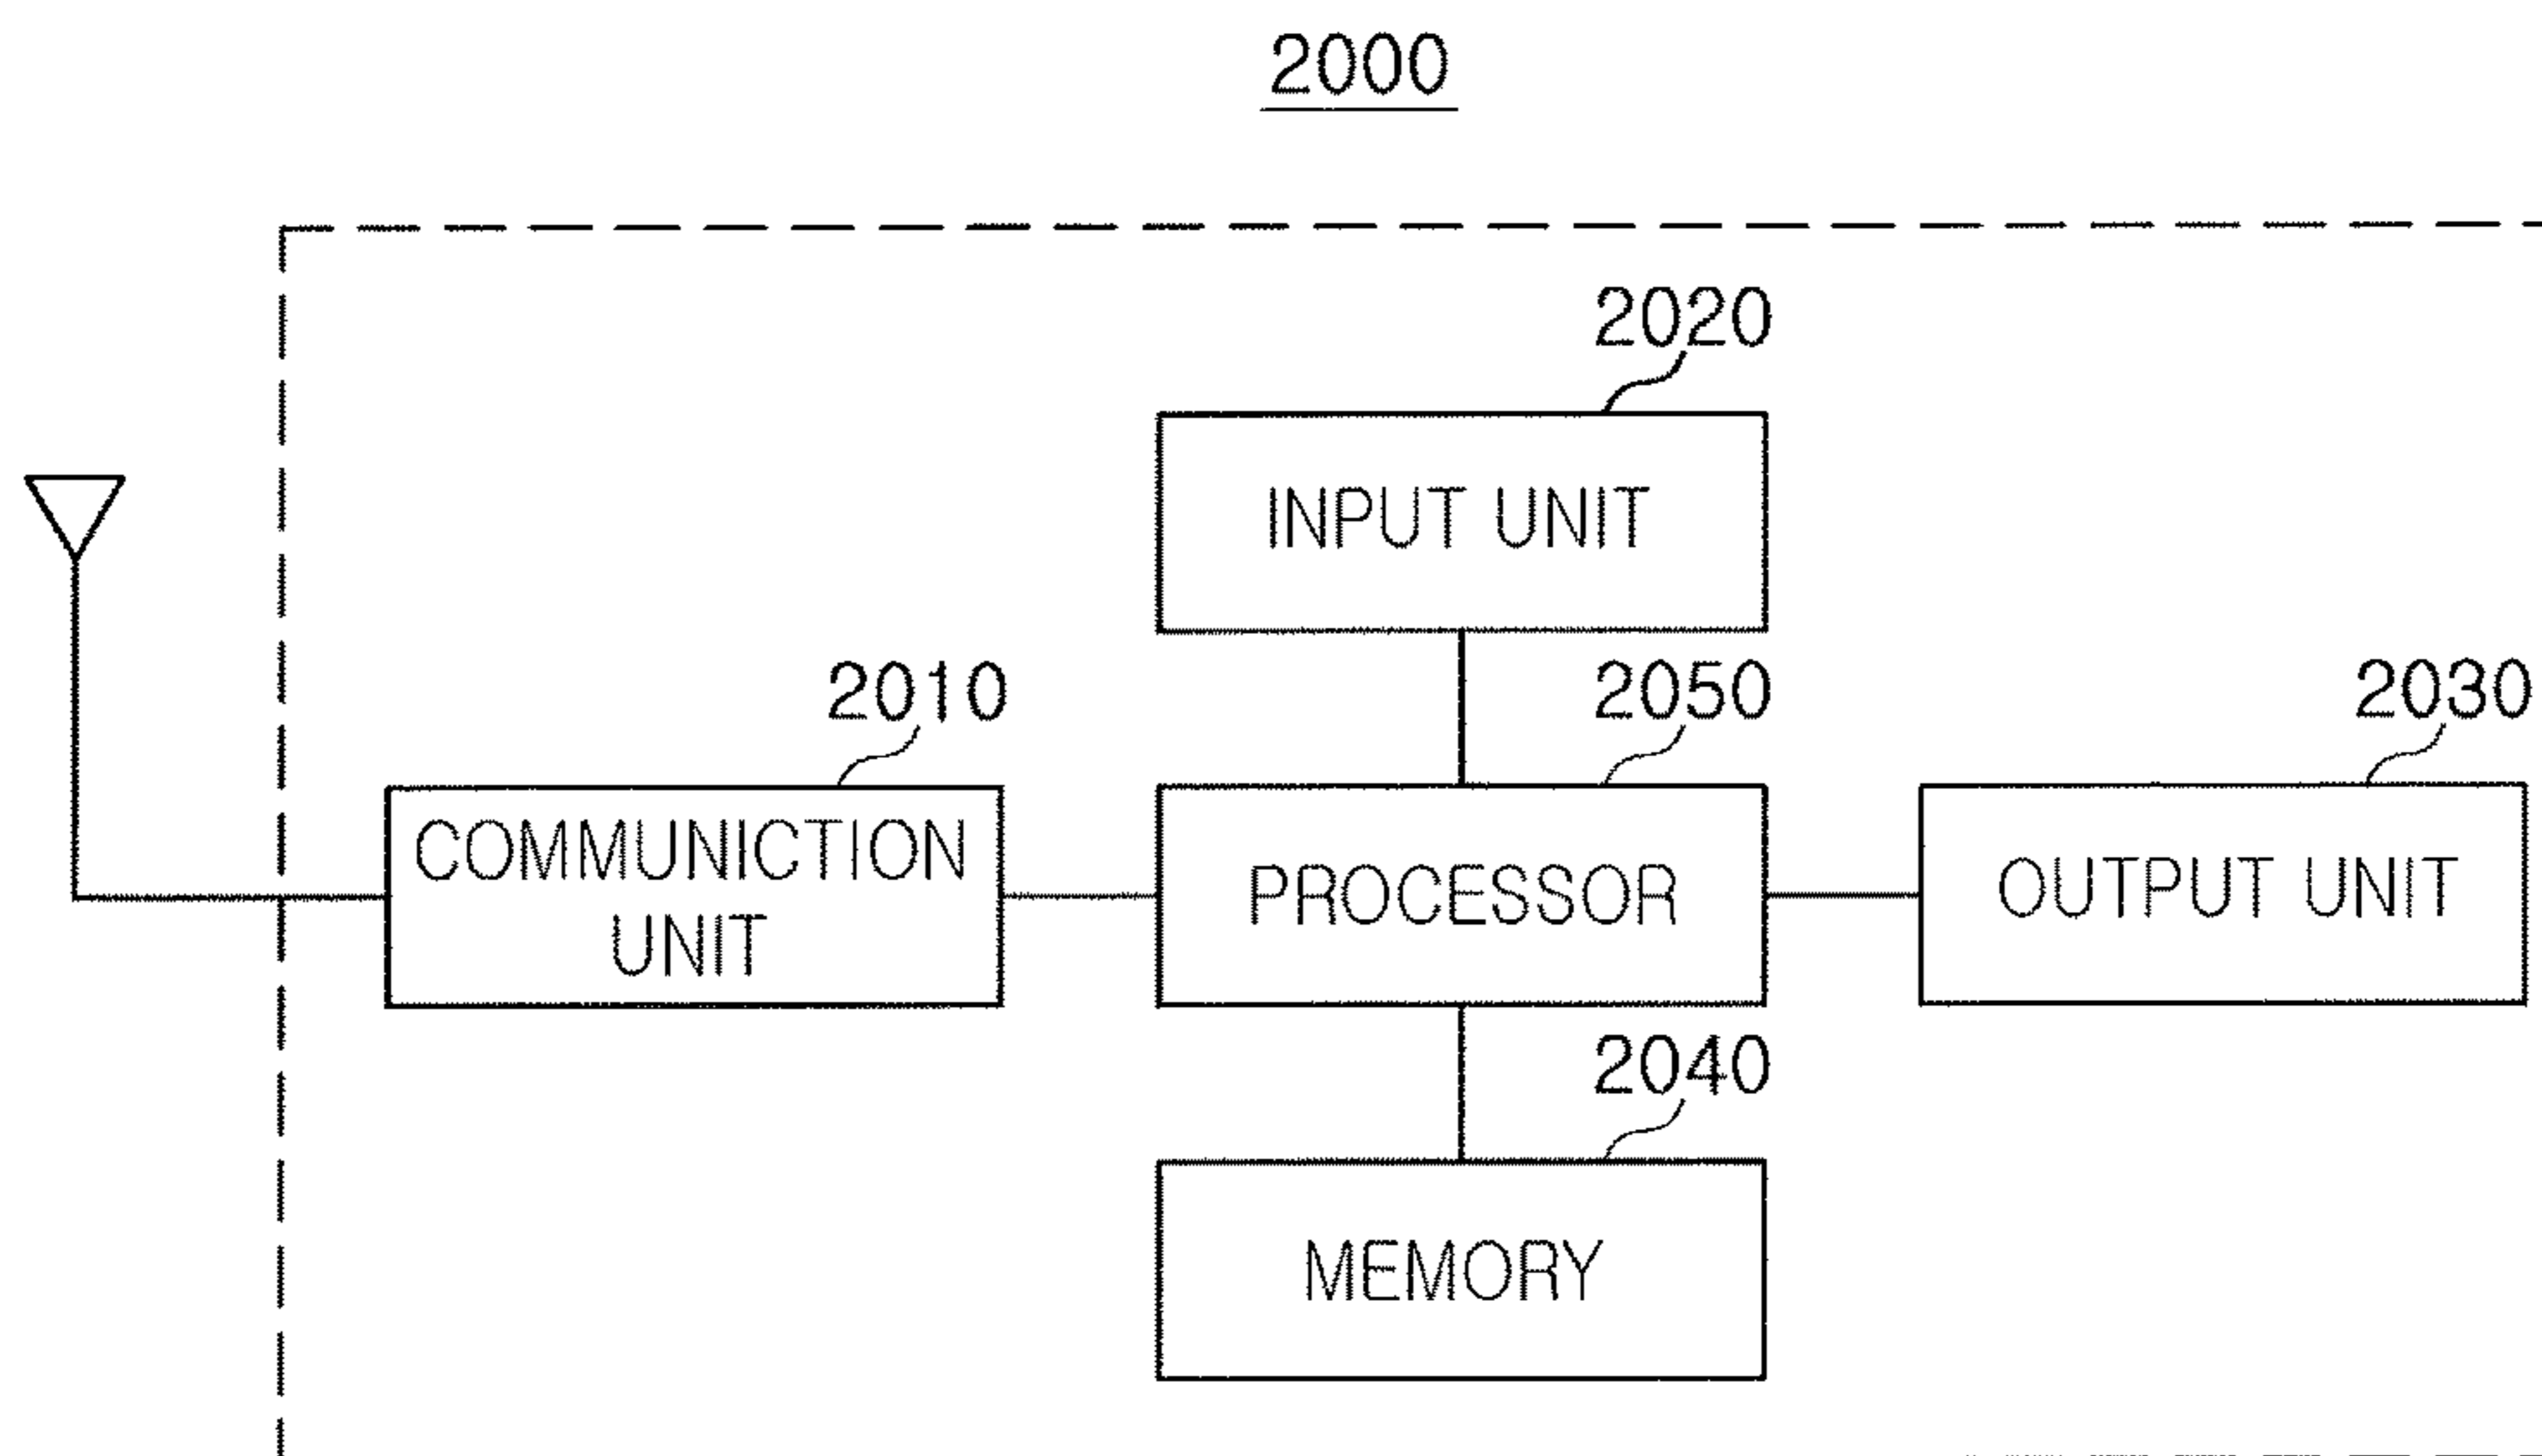 2000
2020
INPUT UNIT
2010
2050
2030
COMMUNICTION
UNIT
PROCESSOR
OUTPUT UNIT
2040
MEMORY